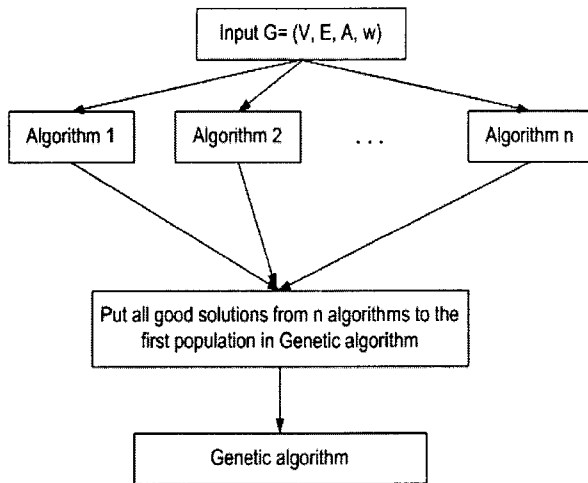 Input G= (V, E, A, w)
Algorithm 1
Algorithm 2
. . .
Algorithm n
Put all good solutions from n algorithms to the
first population in Genetic algorithm
Genetic algorithm